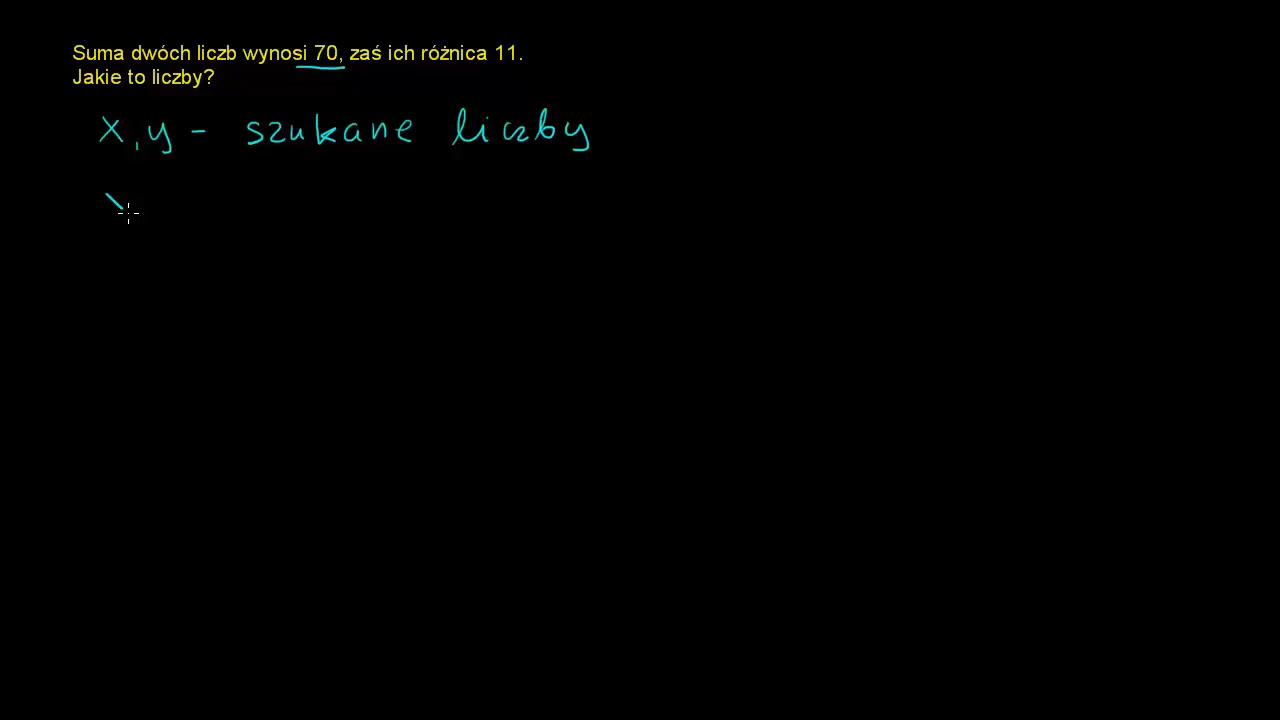 Suma dwóch liczb wynosi 70, zaś ich różnica 11.
Jakie to liczby?
x, y - szukane liczby